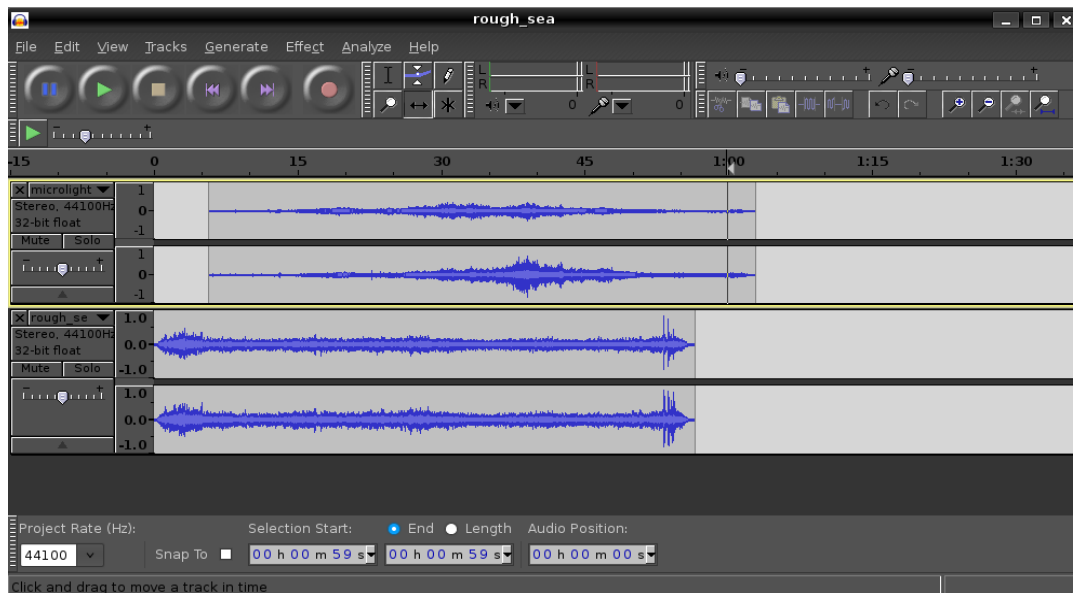 rough_sea
File Edit View Tracks Generate Effect Analyze Help
L
R
L
R
0
0
- +
- +
- +
-15 0 15 30 45 1:00 1:15 1:30
microlight
Stereo, 44100Hz
32-bit float
Mute Solo
- +
1
0-
-1
1
0-
-1
rough_se
Stereo, 44100Hz
32-bit float
Mute Solo
- +
1.0
0.0-
-1.0
1.0
0.0-
-1.0
Project Rate (Hz): Selection Start: End Length Audio Position:
44100 Snap To 00 h 00 m 59 s 00 h 00 m 59 s 00 h 00 m 00 s
Click and drag to move a track in time